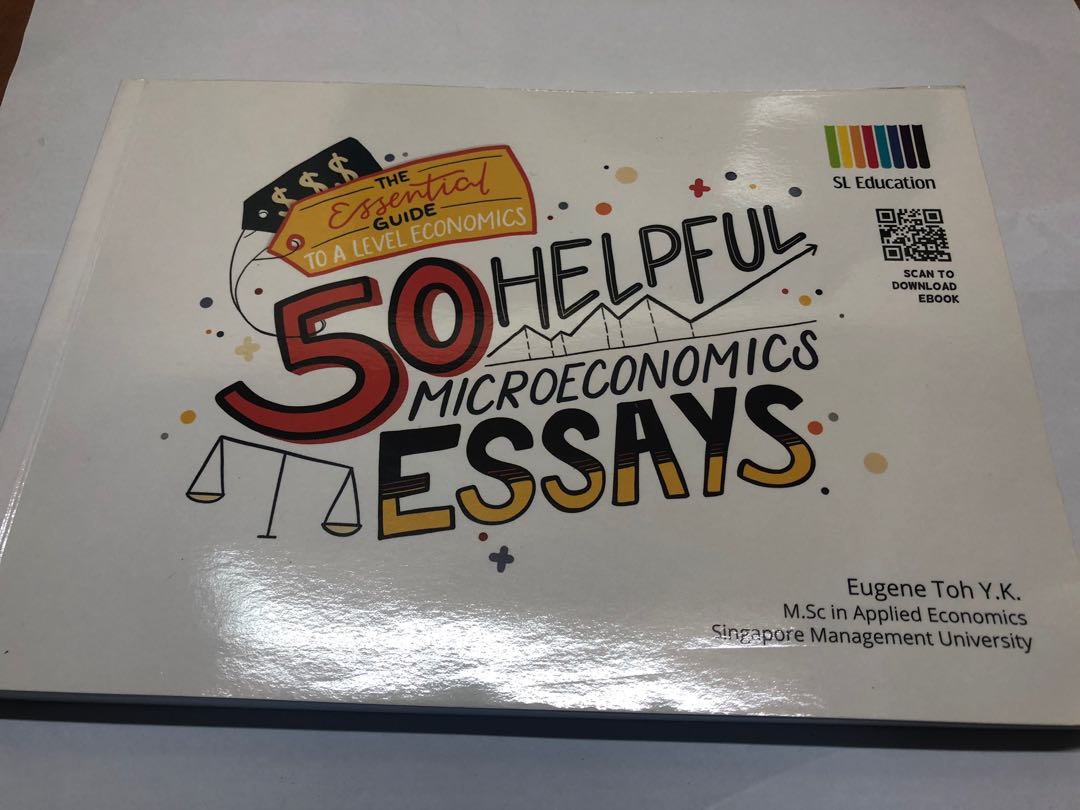 $ $ $
THE
Essential
GUIDE
TO A LEVEL ECONOMICS
50 HELPFUL
MICROECONOMICS
ESSAYS
SL Education
SCAN TO
DOWNLOAD
EBOOK
Eugene Toh Y.K.
M.Sc in Applied Economics
Singapore Management University